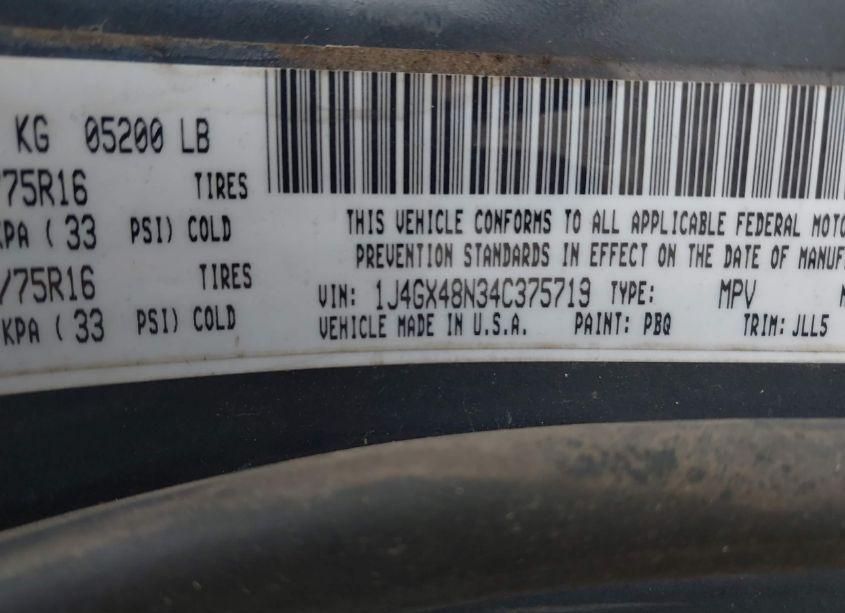 KG 05200 LB
/75R16 TIRES
KPA ( 33 PSI) COLD
/75R16 TIRES
KPA ( 33 PSI) COLD
THIS VEHICLE CONFORMS TO ALL APPLICABLE FEDERAL MOTO
PREVENTION STANDARDS IN EFFECT ON THE DATE OF MANUF
VIN: 1J4GX48N34C375719 TYPE: MPV
VEHICLE MADE IN U.S.A. PAINT: PBQ TRIM: JLL5